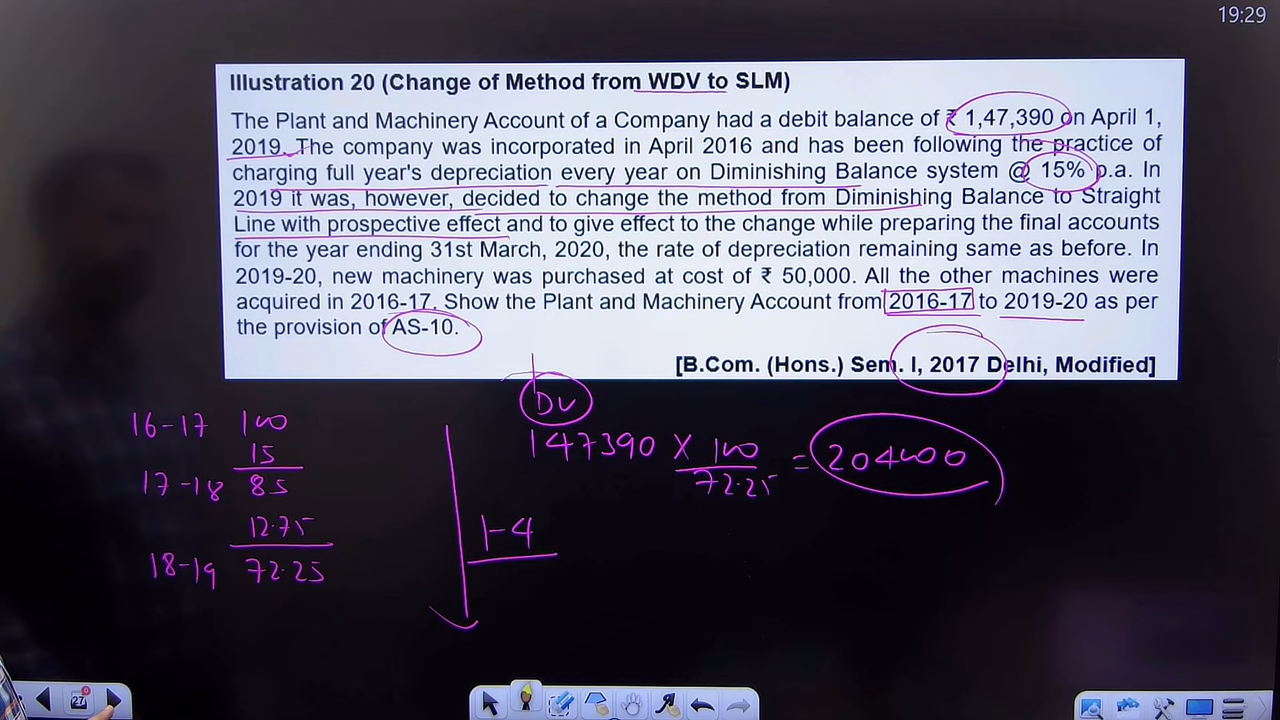 19:29
Illustration 20 (Change of Method from WDV to SLM)
The Plant and Machinery Account of a Company had a debit balance of ₹ 1,47,390 on April 1,
2019. The company was incorporated in April 2016 and has been following the practice of
charging full year's depreciation every year on Diminishing Balance system @ 15% p.a. In
2019 it was, however, decided to change the method from Diminishing Balance to Straight
Line with prospective effect and to give effect to the change while preparing the final accounts
for the year ending 31st March, 2020, the rate of depreciation remaining same as before. In
2019-20, new machinery was purchased at cost of ₹ 50,000. All the other machines were
acquired in 2016-17. Show the Plant and Machinery Account from 2016-17 to 2019-20 as per
the provision of AS-10.
[B.Com. (Hons.) Sem. I, 2017 Delhi, Modified]
DV
16-17 100
15
17-18 85
12.75
18-19 72.25
147390 X 100/72.25 = 204000
1-4
27